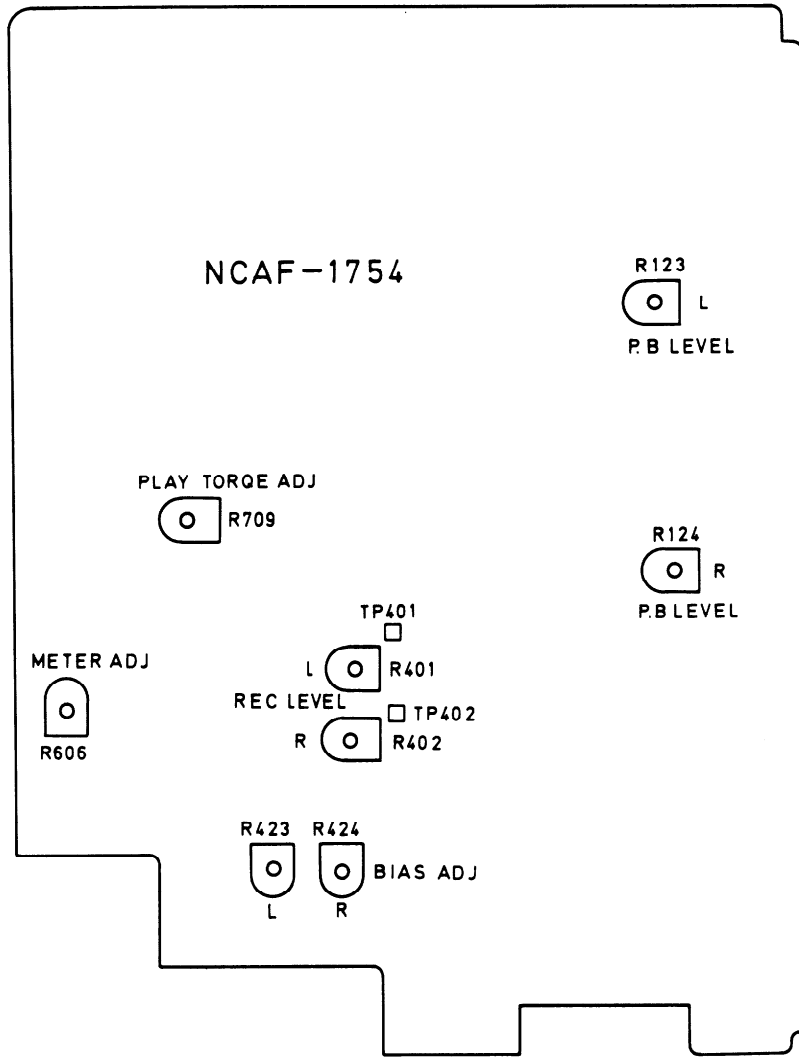 NCAF-1754
R123
L
P.B LEVEL
PLAY TORQE ADJ
R709
R124
R
P.B LEVEL
TP401
METER ADJ
L
R401
REC LEVEL
TP402
R
R402
R606
R423 R424
BIAS ADJ
L R